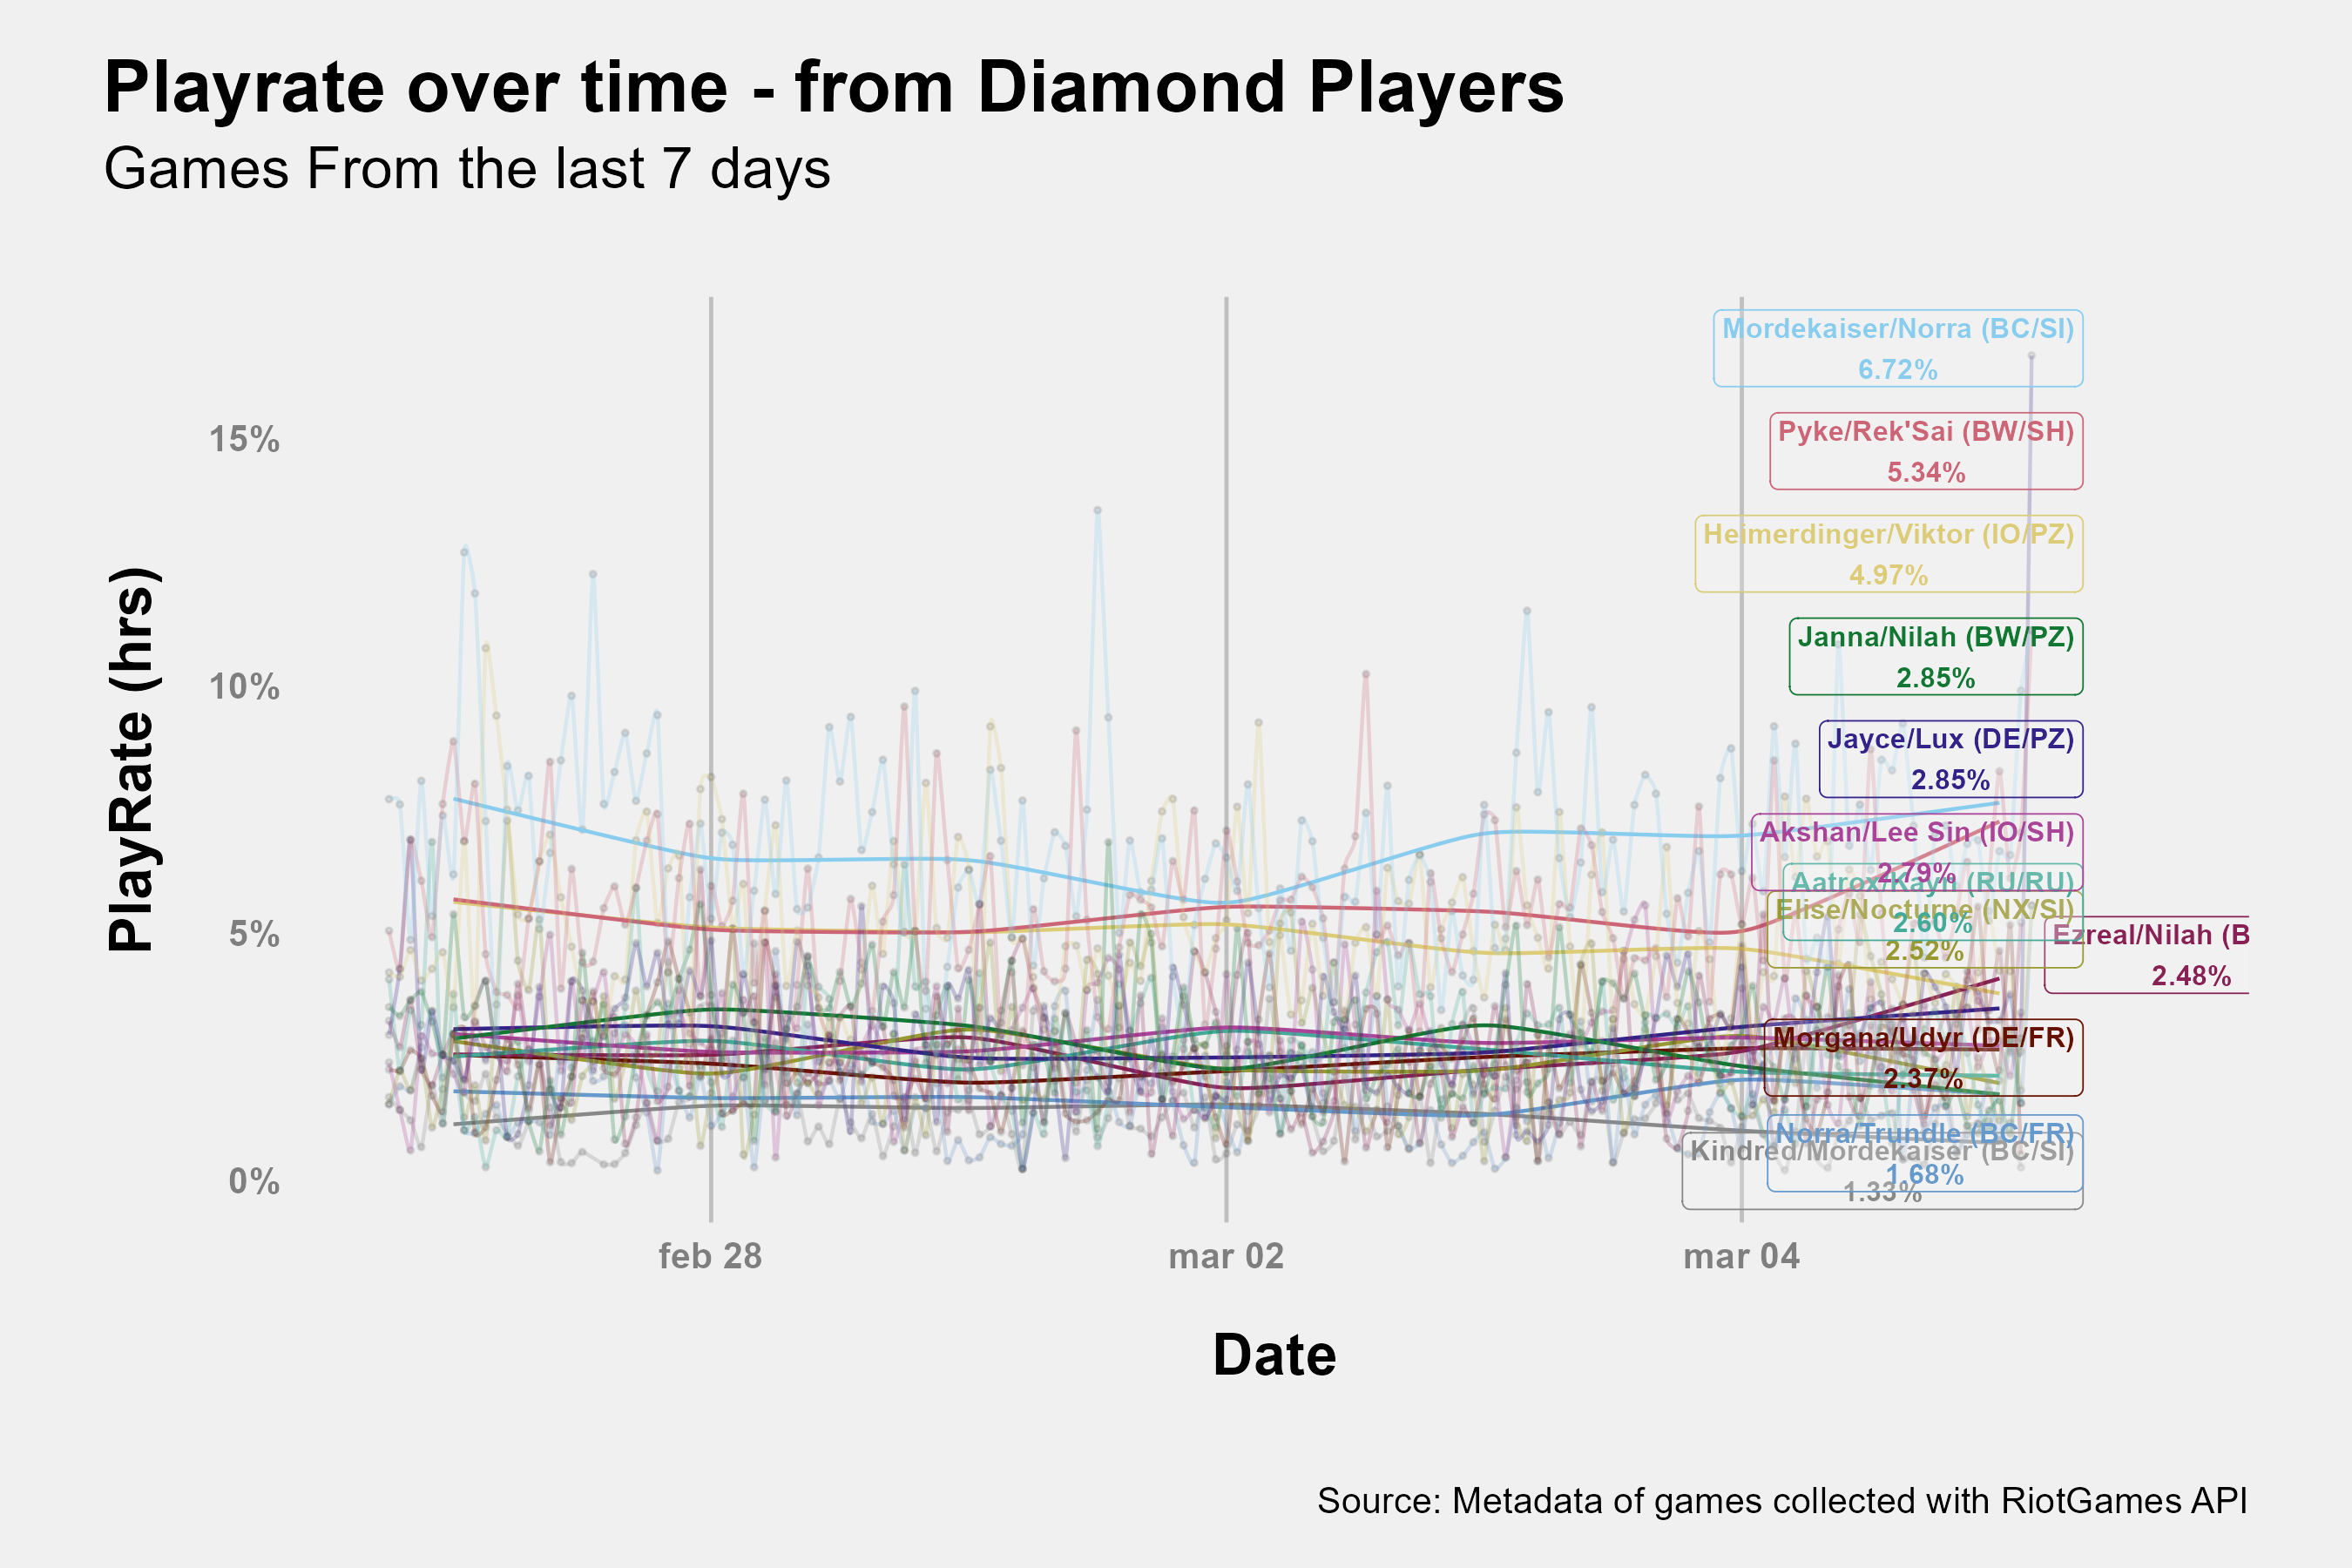 Playrate over time - from Diamond Players
Games From the last 7 days
PlayRate (hrs)
15%
10%
5%
0%
Mordekaiser/Norra (BC/SI)
6.72%
Pyke/Rek'Sai (BW/SH)
5.34%
Heimerdinger/Viktor (IO/PZ)
4.97%
Janna/Nilah (BW/PZ)
2.85%
Jayce/Lux (DE/PZ)
2.85%
Akshan/Lee Sin (IO/SH)
2.79%
Aatrox/Kayn (RU/RU)
2.60%
Elise/Nocturne (NX/SI)
2.52%
Ezreal/Nilah (B
2.48%
Morgana/Udyr (DE/FR)
2.37%
Norra/Trundle (BC/FR)
1.68%
Kindred/Mordekaiser (BC/SI)
1.33%
feb 28
mar 02
mar 04
Date
Source: Metadata of games collected with RiotGames API